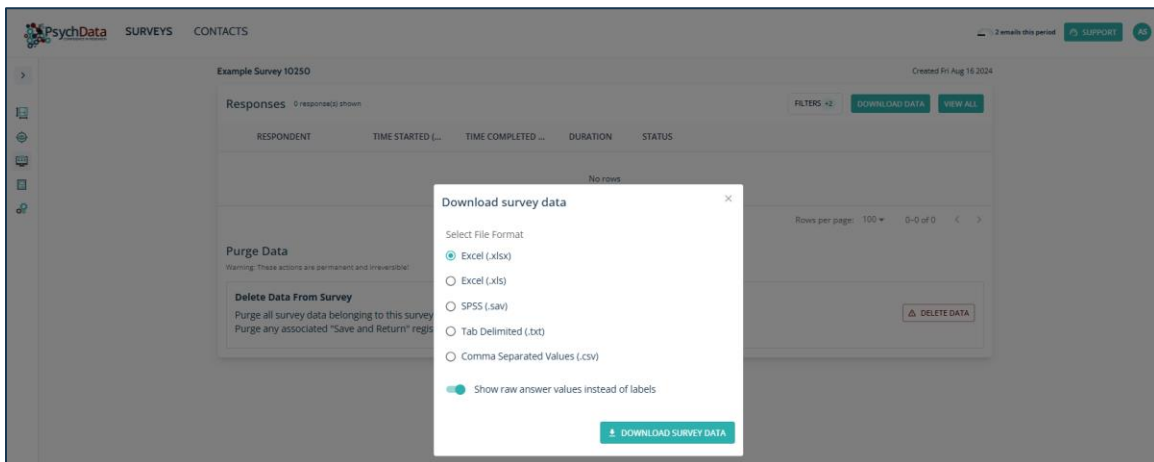 PsychData SURVEYS CONTACTS 2 emails this period SUPPORT AS
Example Survey 10250 Created Fri Aug 16 2024
Responses 0 response(s) shown FILTERS +2 DOWNLOAD DATA VIEW ALL
RESPONDENT TIME STARTED (... TIME COMPLETED ... DURATION STATUS
No rows
Rows per page: 100 0-0 of 0
Download survey data
Select File Format
Excel (.xlsx)
Excel (.xls)
SPSS (.sav)
Tab Delimited (.txt)
Comma Separated Values (.csv)
Show raw answer values instead of labels
DOWNLOAD SURVEY DATA
Purge Data
Warning: These actions are permanent and irreversible!
Delete Data From Survey
Purge all survey data belonging to this survey
Purge any associated "Save and Return" regis
DELETE DATA